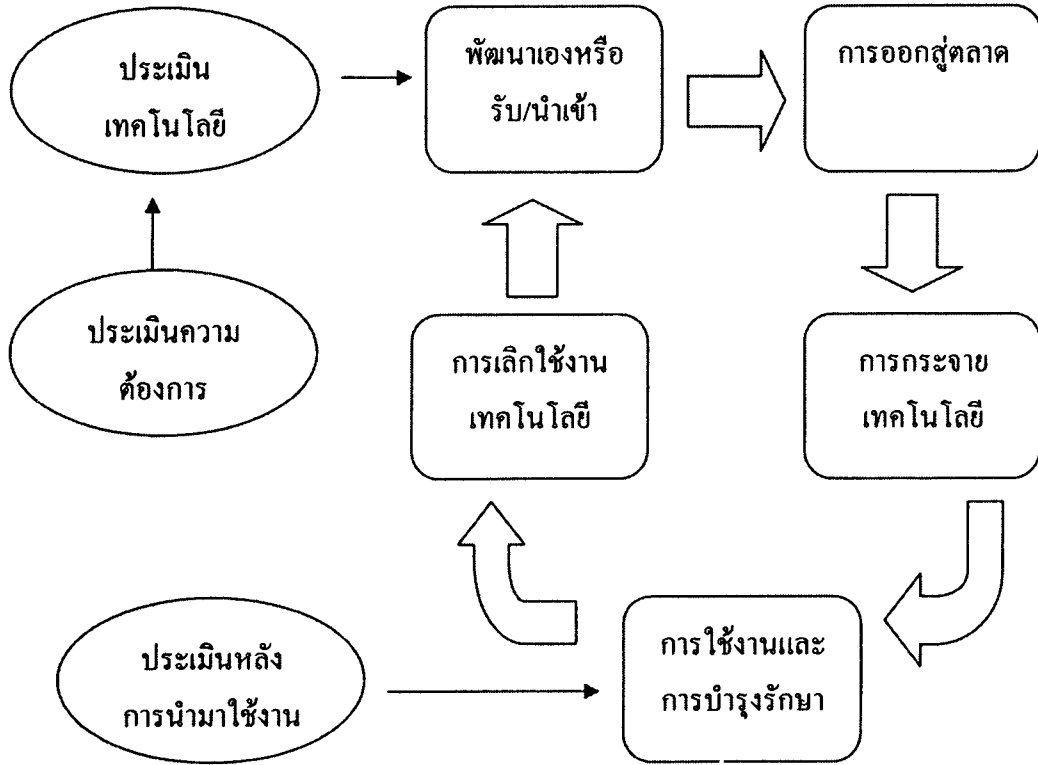 ประเมิน
เทคโนโลยี
พัฒนาเองหรือ
รับ/นำเข้า
การออกสู่ตลาด
ประเมินความ
ต้องการ
การเลิกใช้งาน
เทคโนโลยี
การกระจาย
เทคโนโลยี
ประเมินหลัง
การนำมาใช้งาน
การใช้งานและ
การบำรุงรักษา